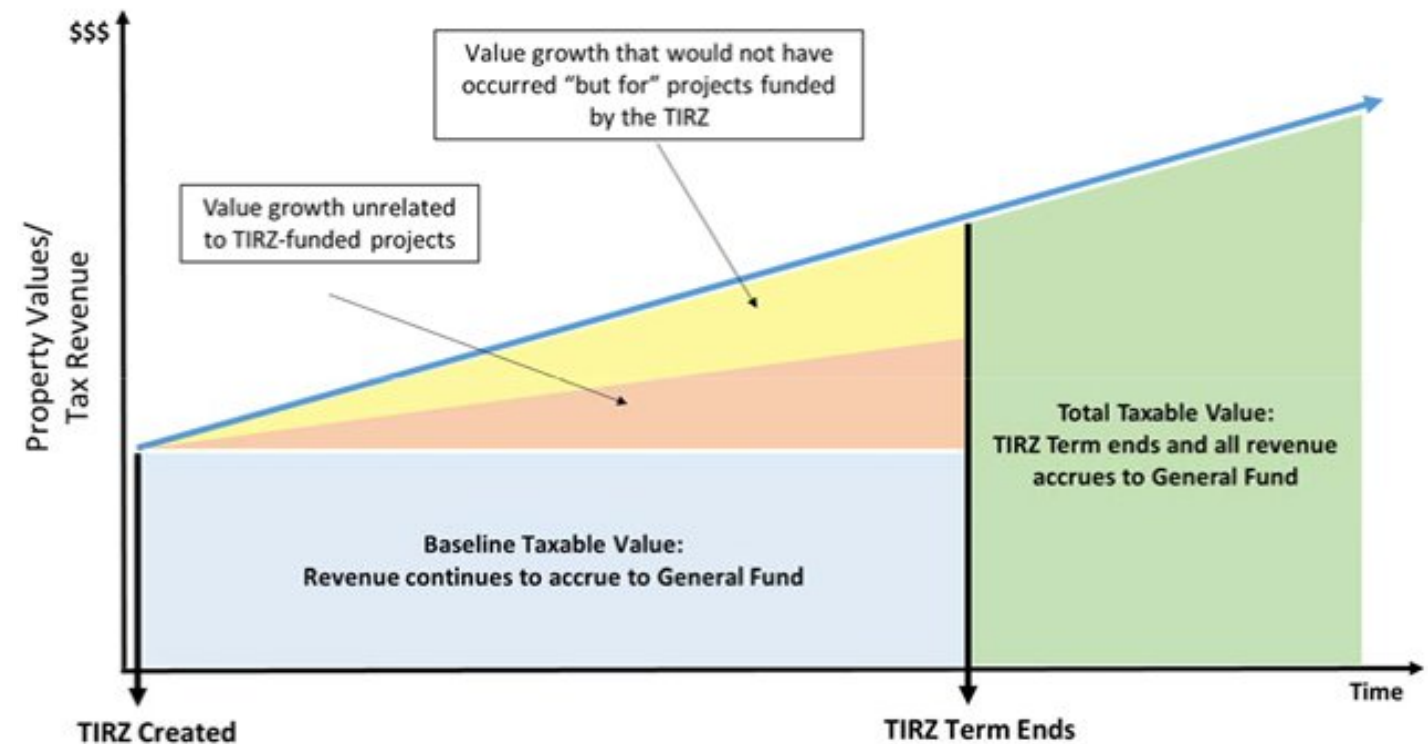 $$$
Value growth that would not have
occurred “but for” projects funded
by the TIRZ
Value growth unrelated
to TIRZ-funded projects
Property Values/
Tax Revenue
Total Taxable Value:
TIRZ Term ends and all revenue
accrues to General Fund
Baseline Taxable Value:
Revenue continues to accrue to General Fund
Time
TIRZ Created
TIRZ Term Ends